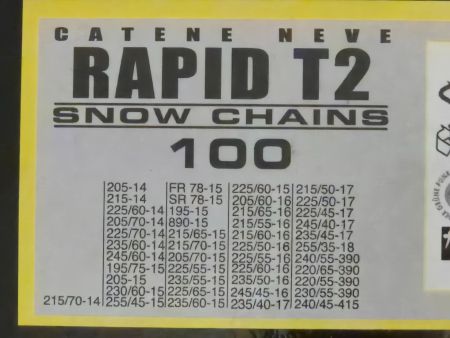 CATENE NEVE
RAPID T2
SNOW CHAINS
100
205-14 FR 78-15 225/60-15 215/50-17
215-14 SR 78-15 205/60-16 225/50-17
225/60-14 195-15 215/65-16 225/45-17
205/70-14 890-15 215/55-16 245/40-17
225/70-14 215/65-15 215/60-16 235/45-17
235/60-14 215/70-15 225/50-16 255/35-18
245/60-14 205/70-15 225/55-16 240/55-390
195/75-15 225/55-15 225/60-16 220/65-390
205-15 235/55-15 235/50-16 220/60-390
230/60-15 225/65-15 245/45-16 230/55-390
215/70-14 255/45-15 235/60-15 235/40-17 240/45-415